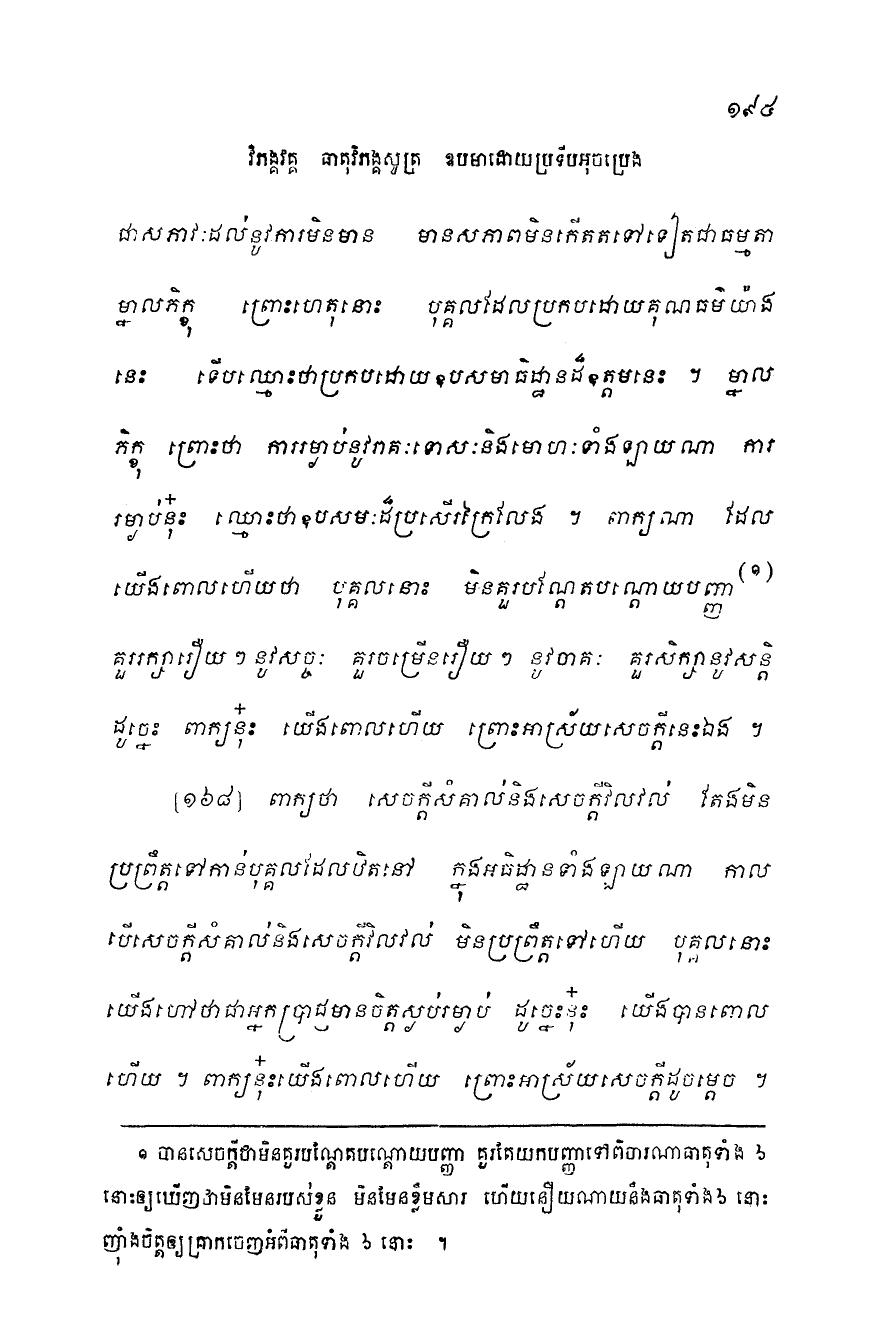 ១៩៥
វិភង្គវគ្គ ធាតុវិភង្គសូត្រ ឧបមាដោយប្រទីបអុចប្រេង
ជាសភាវៈដល់នូវការមិនមាន មានសភាពមិនកើតតទៅទៀតជាធម្មតា
ម្នាលភិក្ខុ ព្រោះហេតុនោះ បុគ្គលដែលប្រកបដោយគុណធម៌យ៉ាង
នេះ ទើបឈ្មោះថាប្រកបដោយឧបសមាធិដ្ឋានដ៏ឧត្តមនេះ ។ ម្នាល
ភិក្ខុ ព្រោះថា ការរម្ងាប់នូវរាគៈទោសៈនិងមោហៈទាំងឡាយណា ការ
រម្ងាប់នុ៎ះ ឈ្មោះថាឧបសមៈដ៏ប្រសើរក្រៃលែង ។ ពាក្យណា ដែល
យើងពោលហើយថា បុគ្គលនោះ មិនគួរបណ្តែតបណ្តោយបញ្ញា(១)
គួររក្សារឿយ ៗ នូវសច្ចៈ គួរចម្រើនរឿយ ៗ នូវចាគៈ គួរសិក្សានូវសន្តិ
ដូច្នេះ ពាក្យនុ៎ះ យើងពោលហើយ ព្រោះអាស្រ័យសេចក្តីនេះឯង ។
[១៦៨] ពាក្យថា សេចក្តីសំគាល់និងសេចក្តីវិលវល់ តែងមិន
ប្រព្រឹត្តទៅកាន់បុគ្គលដែលឋិតនៅ ក្នុងអធិដ្ឋានទាំងឡាយណា កាល
បើសេចក្តីសំគាល់និងសេចក្តីវិលវល់ មិនប្រព្រឹត្តទៅហើយ បុគ្គលនោះ
យើងហៅថាជាអ្នកប្រាជ្ញមានចិត្តស្ងប់រម្ងាប់ ដូច្នេះនុ៎ះ យើងបានពោល
ហើយ ។ ពាក្យនុ៎ះយើងពោលហើយ ព្រោះអាស្រ័យសេចក្តីដូចម្តេច ។
១ បានសេចក្តីថាមិនគួរបណ្តែតបណ្តោយបញ្ញា គួរតែយកបញ្ញាទៅពិចារណាធាតុទាំង ៦
នោះឲ្យឃើញថាមិនមែនរបស់ខ្លួន មិនមែនខ្លឹមសារ ហើយនឿយណាយនឹងធាតុទាំង៦ នោះ
ញ៉ាំងចិត្តឲ្យឃ្លាកចេញអំពីធាតុទាំង ៦ នោះ ។